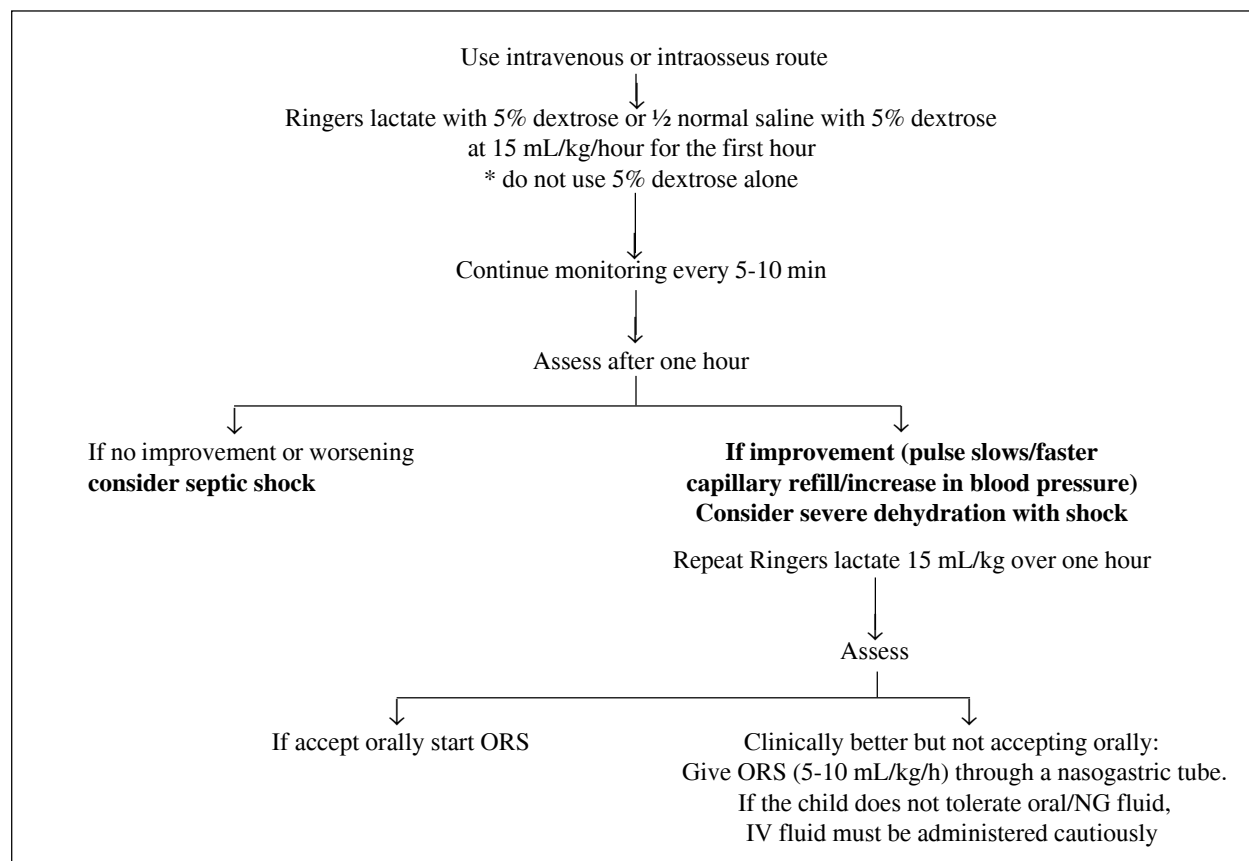 Use intravenous or intraosseus route
Ringers lactate with 5% dextrose or ½ normal saline with 5% dextrose
at 15 mL/kg/hour for the first hour
* do not use 5% dextrose alone
Continue monitoring every 5-10 min
Assess after one hour
If no improvement or worsening
consider septic shock
If improvement (pulse slows/faster
capillary refill/increase in blood pressure)
Consider severe dehydration with shock
Repeat Ringers lactate 15 mL/kg over one hour
Assess
If accept orally start ORS
Clinically better but not accepting orally:
Give ORS (5-10 mL/kg/h) through a nasogastric tube.
If the child does not tolerate oral/NG fluid,
IV fluid must be administered cautiously